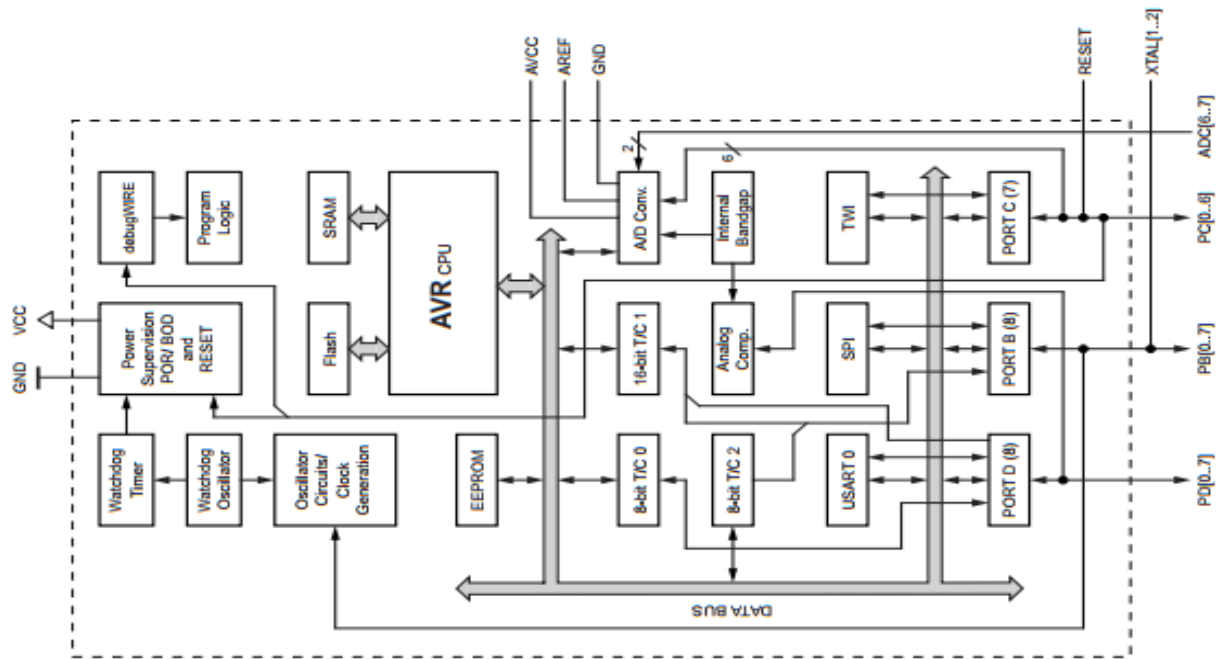 GND
VCC
Watchdog
Timer
Power
Supervision
POR/ BOD
and
RESET
debugWIRE
Watchdog
Oscillator
Program
Logic
Oscillator
Circuits/
Clock
Generation
Flash
SRAM
AVR CPU
EEPROM
AVCC
AREF
GND
8-bit T/C 0
16-bit T/C 1
A/D Conv.
2
8-bit T/C 2
Analog
Comp.
Internal
Bandgap
6
DATA BUS
USART 0
SPI
TWI
PORT D (8)
PORT B (8)
PORT C (7)
RESET
XTAL[1..2]
PD[0..7]
PB[0..7]
PC[0..6]
ADC[6..7]